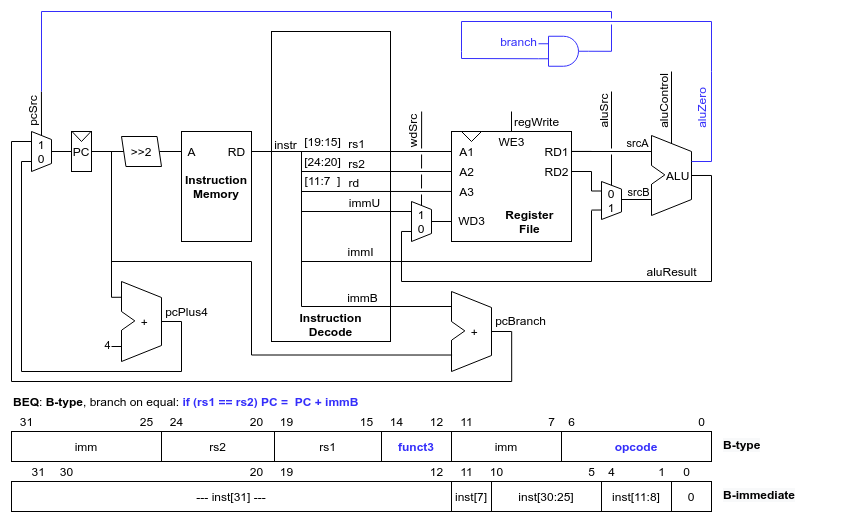 branch
pcSrc
wdSrc
regWrite
aluSrc
aluControl
aluZero
1
0
PC
>>2
A RD
Instruction
Memory
instr
[19:15] rs1
[24:20] rs2
[11:7 ] rd
immU
immI
immB
Instruction
Decode
1
0
WE3
A1 RD1
A2 RD2
A3
WD3
Register
File
srcA
0
1
srcB
ALU
aluResult
+
pcPlus4
4
+
pcBranch
BEQ: B-type, branch on equal: if (rs1 == rs2) PC = PC + immB
31 25 24 20 19 15 14 12 11 7 6 0
imm rs2 rs1 funct3 imm opcode B-type
31 30 20 19 12 11 10 5 4 1 0
--- inst[31] --- inst[7] inst[30:25] inst[11:8] 0 B-immediate